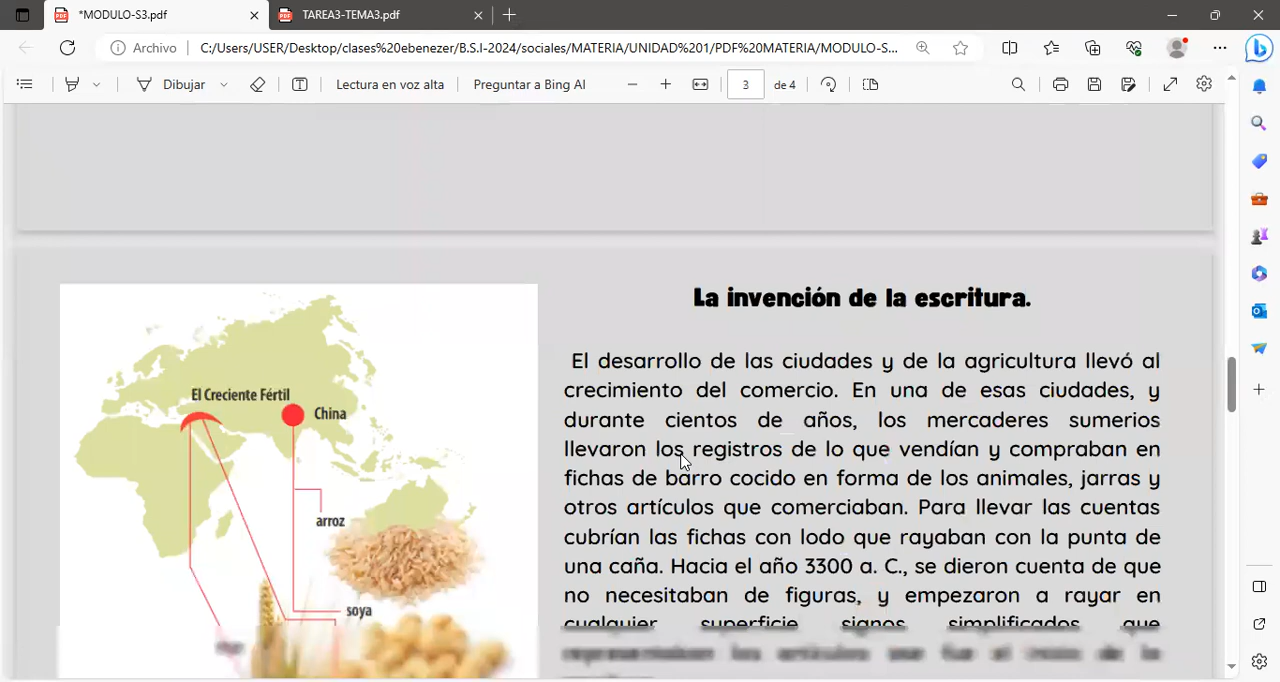 *MODULO-S3.pdf
TAREA3-TEMA3.pdf
Archivo
C:/Users/USER/Desktop/clases%20ebenezer/B.S.I-2024/sociales/MATERIA/UNIDAD%201/PDF%20MATERIA/MODULO-S...
Dibujar
Lectura en voz alta
Preguntar a Bing AI
3
de 4
La invención de la escritura.
El desarrollo de las ciudades y de la agricultura llevó al
crecimiento del comercio. En una de esas ciudades, y
durante cientos de años, los mercaderes sumerios
llevaron los registros de lo que vendían y compraban en
fichas de barro cocido en forma de los animales, jarras y
otros artículos que comerciaban. Para llevar las cuentas
cubrían las fichas con lodo que rayaban con la punta de
una caña. Hacia el año 3300 a. C., se dieron cuenta de que
no necesitaban de figuras, y empezaron a rayar en
cualquier superficie signos simplificados que
El Creciente Fértil
China
arroz
soya